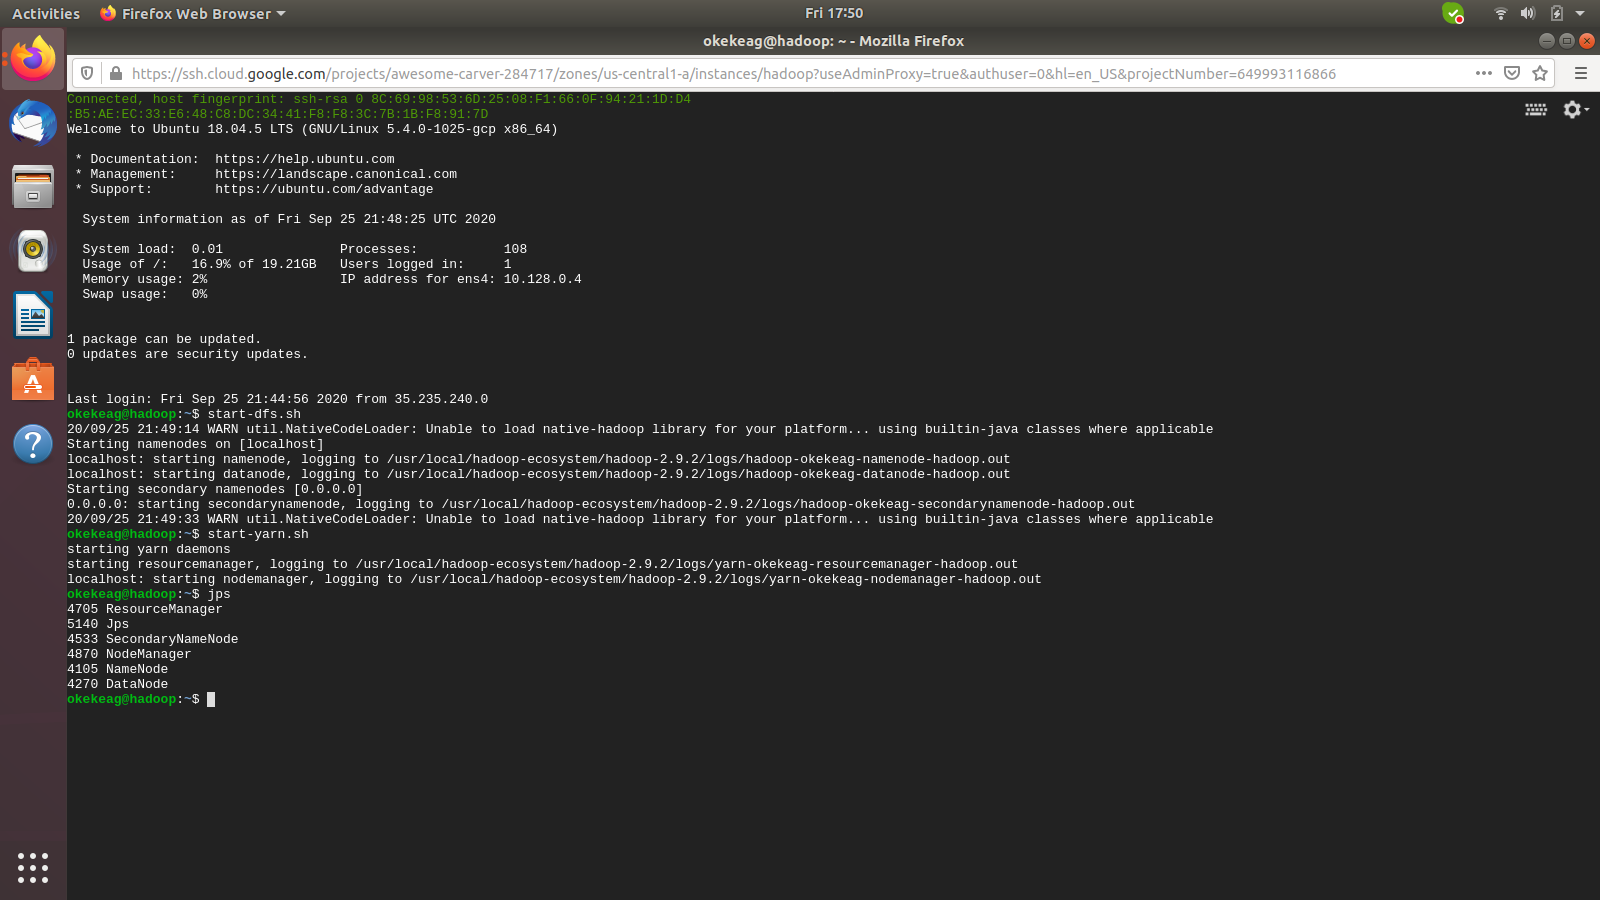 Activities Firefox Web Browser Fri 17:50
okekeag@hadoop: ~ - Mozilla Firefox
https://ssh.cloud.google.com/projects/awesome-carver-284717/zones/us-central1-a/instances/hadoop?useAdminProxy=true&authuser=0&hl=en_US&projectNumber=649993116866
Connected, host fingerprint: ssh-rsa 0 8C:69:98:53:6D:25:08:F1:66:0F:94:21:1D:D4
:B5:AE:EC:33:E6:48:C8:DC:34:41:F8:F8:3C:7B:1B:F8:91:7D
Welcome to Ubuntu 18.04.5 LTS (GNU/Linux 5.4.0-1025-gcp x86_64)
* Documentation: https://help.ubuntu.com
* Management: https://landscape.canonical.com
* Support: https://ubuntu.com/advantage
System information as of Fri Sep 25 21:48:25 UTC 2020
System load: 0.01 Processes: 108
Usage of /: 16.9% of 19.21GB Users logged in: 1
Memory usage: 2% IP address for ens4: 10.128.0.4
Swap usage: 0%
1 package can be updated.
0 updates are security updates.
Last login: Fri Sep 25 21:44:56 2020 from 35.235.240.0
okekeag@hadoop:~$ start-dfs.sh
20/09/25 21:49:14 WARN util.NativeCodeLoader: Unable to load native-hadoop library for your platform... using builtin-java classes where applicable
Starting namenodes on [localhost]
localhost: starting namenode, logging to /usr/local/hadoop-ecosystem/hadoop-2.9.2/logs/hadoop-okekeag-namenode-hadoop.out
localhost: starting datanode, logging to /usr/local/hadoop-ecosystem/hadoop-2.9.2/logs/hadoop-okekeag-datanode-hadoop.out
Starting secondary namenodes [0.0.0.0]
0.0.0.0: starting secondarynamenode, logging to /usr/local/hadoop-ecosystem/hadoop-2.9.2/logs/hadoop-okekeag-secondarynamenode-hadoop.out
20/09/25 21:49:33 WARN util.NativeCodeLoader: Unable to load native-hadoop library for your platform... using builtin-java classes where applicable
okekeag@hadoop:~$ start-yarn.sh
starting yarn daemons
starting resourcemanager, logging to /usr/local/hadoop-ecosystem/hadoop-2.9.2/logs/yarn-okekeag-resourcemanager-hadoop.out
localhost: starting nodemanager, logging to /usr/local/hadoop-ecosystem/hadoop-2.9.2/logs/yarn-okekeag-nodemanager-hadoop.out
okekeag@hadoop:~$ jps
4705 ResourceManager
5140 Jps
4533 SecondaryNameNode
4870 NodeManager
4105 NameNode
4270 DataNode
okekeag@hadoop:~$